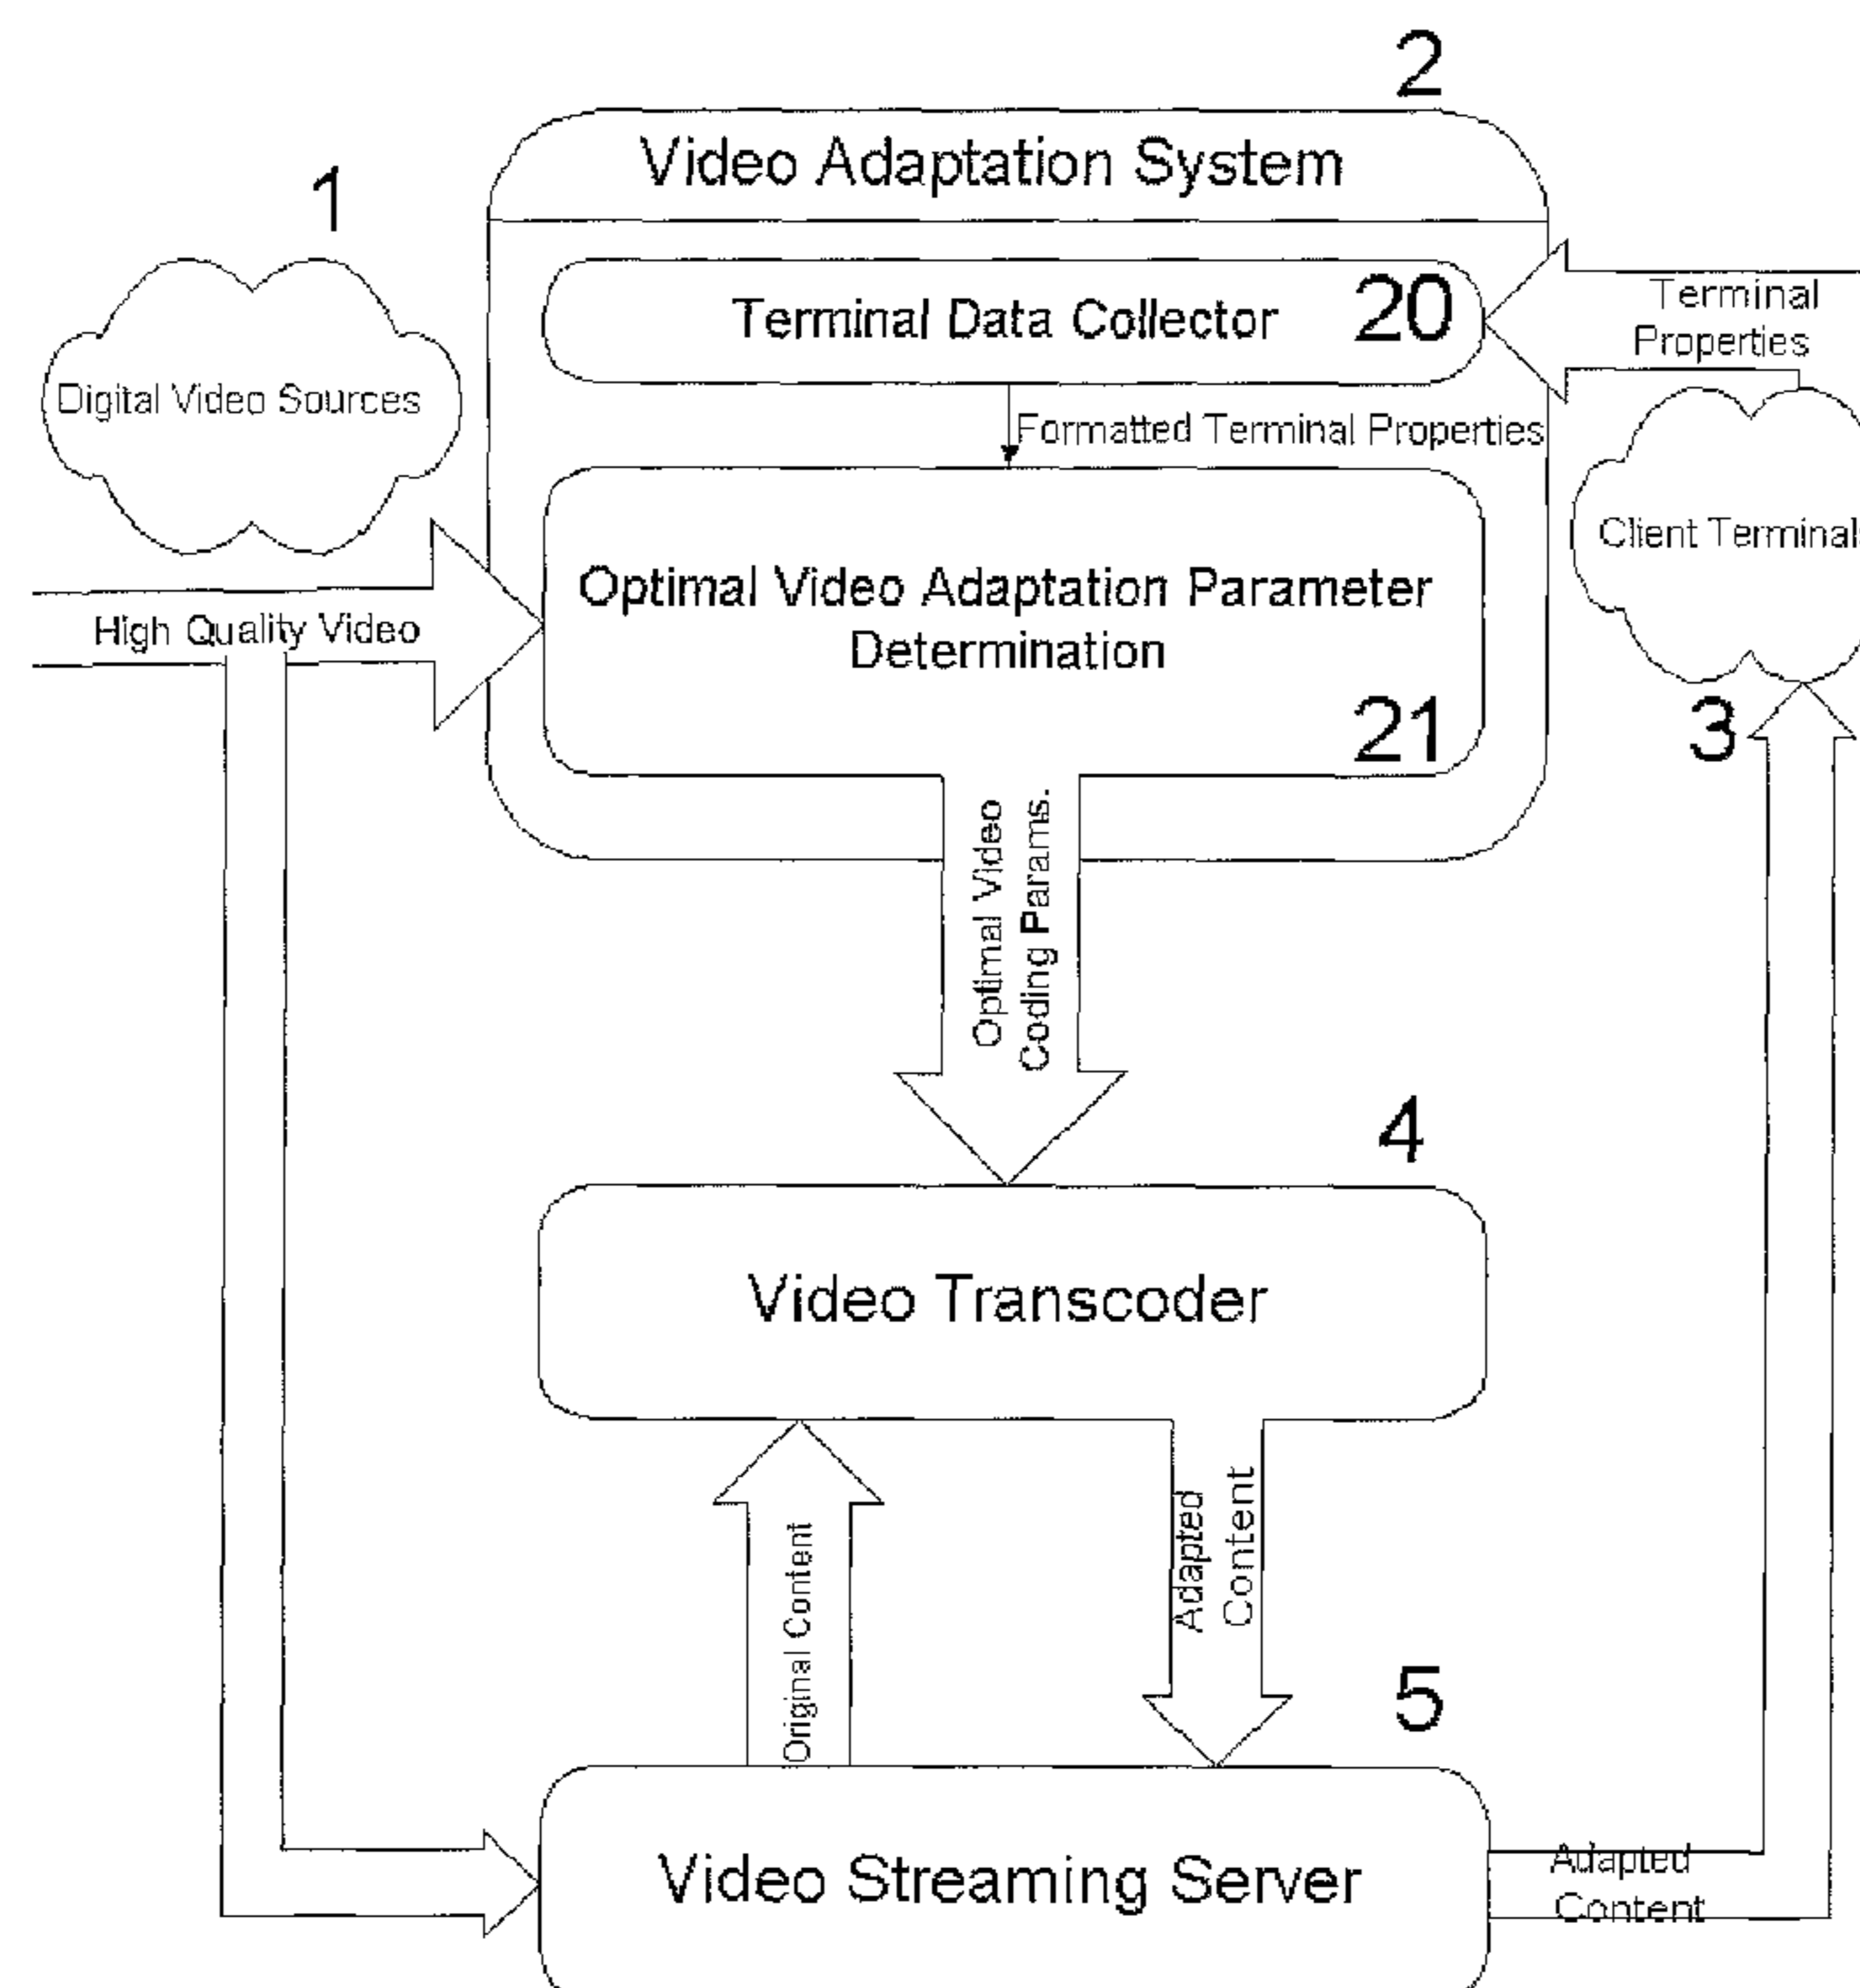 2
Video Adaptation System
1
Terminal Data Collector 20
Terminal
Properties
Digital Video Sources
Formatted Terminal Properties
Client Terminal
Optimal Video Adaptation Parameter
Determination
High Quality Video
21
3
Optimal Video
Coding Params.
4
Video Transcoder
Original Content
Adapted
Content
5
Video Streaming Server
Adapted
Content